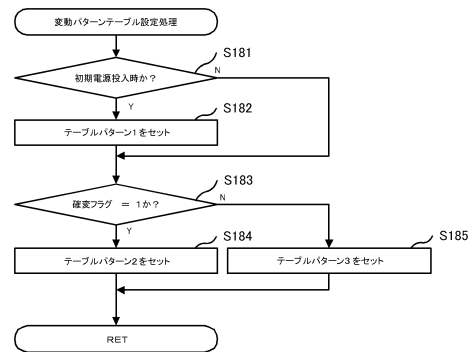 変動パターンテーブル設定処理
S181
初期電源投入時か？
N
Y
S182
テーブルパターン1をセット
S183
確変フラグ ＝ 1か？
N
Y
S184
テーブルパターン2をセット
S185
テーブルパターン3をセット
RET